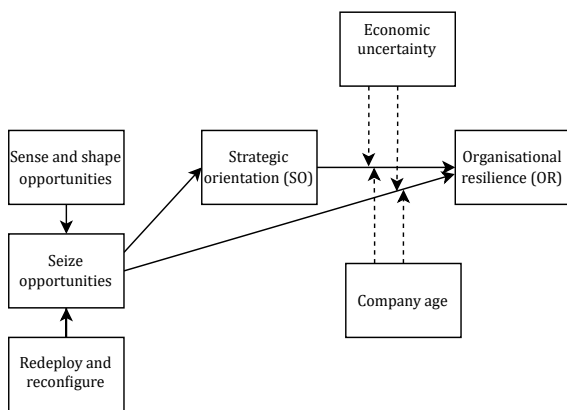 Economic
uncertainty
Sense and shape
opportunities
Strategic
orientation (SO)
Organisational
resilience (OR)
Seize
opportunities
Company age
Redeploy and
reconfigure